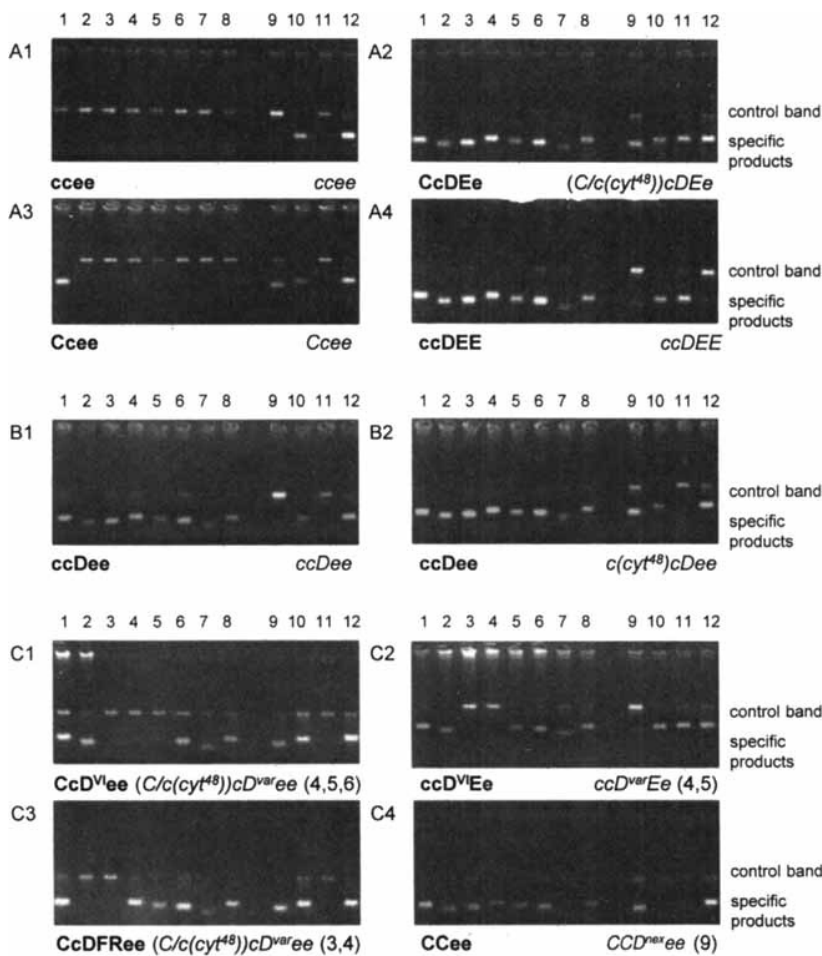 1 2 3 4 5 6 7 8 9 10 11 12 1 2 3 4 5 6 7 8 9 10 11 12
A1 A2
control band
specific
products
ccee ccee CcDEe (C/c(cyt⁴⁸))cDEe
A3 A4
control band
specific
products
Ccee Ccee ccDEE ccDEE
1 2 3 4 5 6 7 8 9 10 11 12 1 2 3 4 5 6 7 8 9 10 11 12
B1 B2
control band
specific
products
ccDee ccDee ccDee c(cyt⁴⁸)cDee
1 2 3 4 5 6 7 8 9 10 11 12 1 2 3 4 5 6 7 8 9 10 11 12
C1 C2
control band
specific
products
CcDⱽᴵee (C/c(cyt⁴⁸))cDᵛᵃʳee (4,5,6) ccDⱽᴵEe ccDᵛᵃʳEe (4,5)
C3 C4
control band
specific
products
CcDFRee (C/c(cyt⁴⁸))cDᵛᵃʳee (3,4) CCee CCDⁿᵉˣee (9)